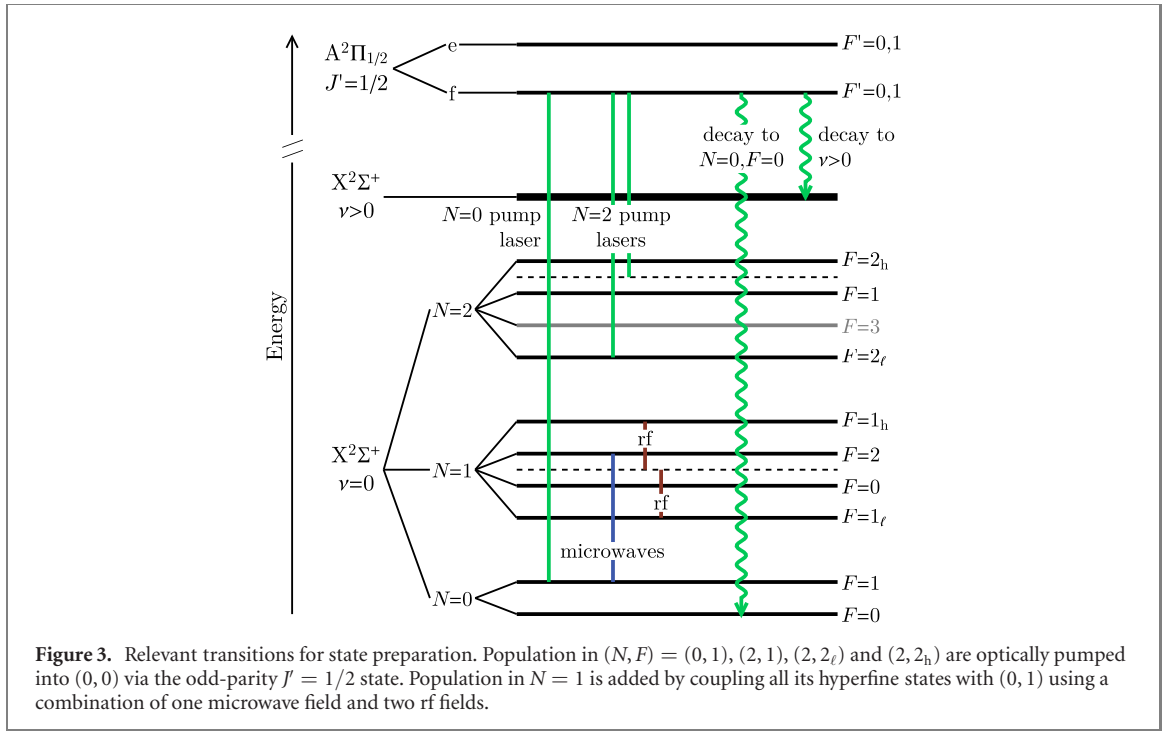 A²Π₁/₂
J'=1/2
e
F'=0,1
f
F'=0,1
decay to
N=0,F=0
decay to
ν>0
X²Σ⁺
ν>0
N=0 pump
laser
N=2 pump
lasers
F=2ₕ
F=1
N=2
F=3
F=2ℓ
Energy
F=1ₕ
rf
F=2
X²Σ⁺
ν=0
N=1
F=0
rf
F=1ℓ
microwaves
F=1
N=0
F=0
Figure 3. Relevant transitions for state preparation. Population in (N, F) = (0, 1), (2, 1), (2, 2ℓ) and (2, 2ₕ) are optically pumped
into (0, 0) via the odd-parity J′ = 1/2 state. Population in N = 1 is added by coupling all its hyperfine states with (0, 1) using a
combination of one microwave field and two rf fields.